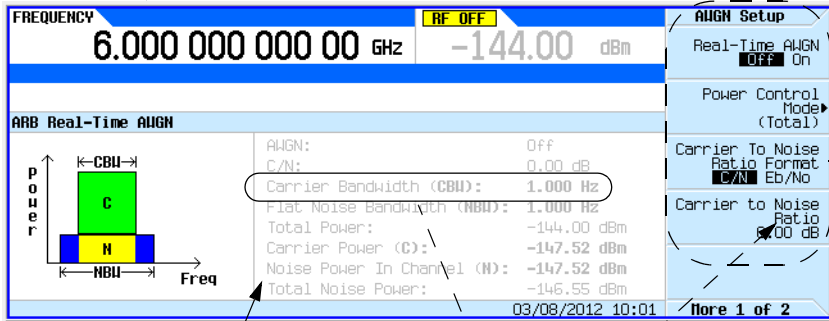 FREQUENCY
RF OFF
6.000 000 000 00 GHz
-144.00 dBm
ARB Real-Time AWGN
Power
CBW
C
N
NBW
Freq
AWGN: Off
C/N: 0.00 dB
Carrier Bandwidth (CBW): 1.000 Hz
Flat Noise Bandwidth (NBW): 1.000 Hz
Total Power: -144.00 dBm
Carrier Power (C): -147.52 dBm
Noise Power In Channel (N): -147.52 dBm
Total Noise Power: -146.55 dBm
03/08/2012 10:01
AWGN Setup
Real-Time AWGN
Off On
Power Control
Mode
(Total)
Carrier To Noise
Ratio Format
C/N Eb/No
Carrier to Noise
Ratio
0.00 dB
More 1 of 2